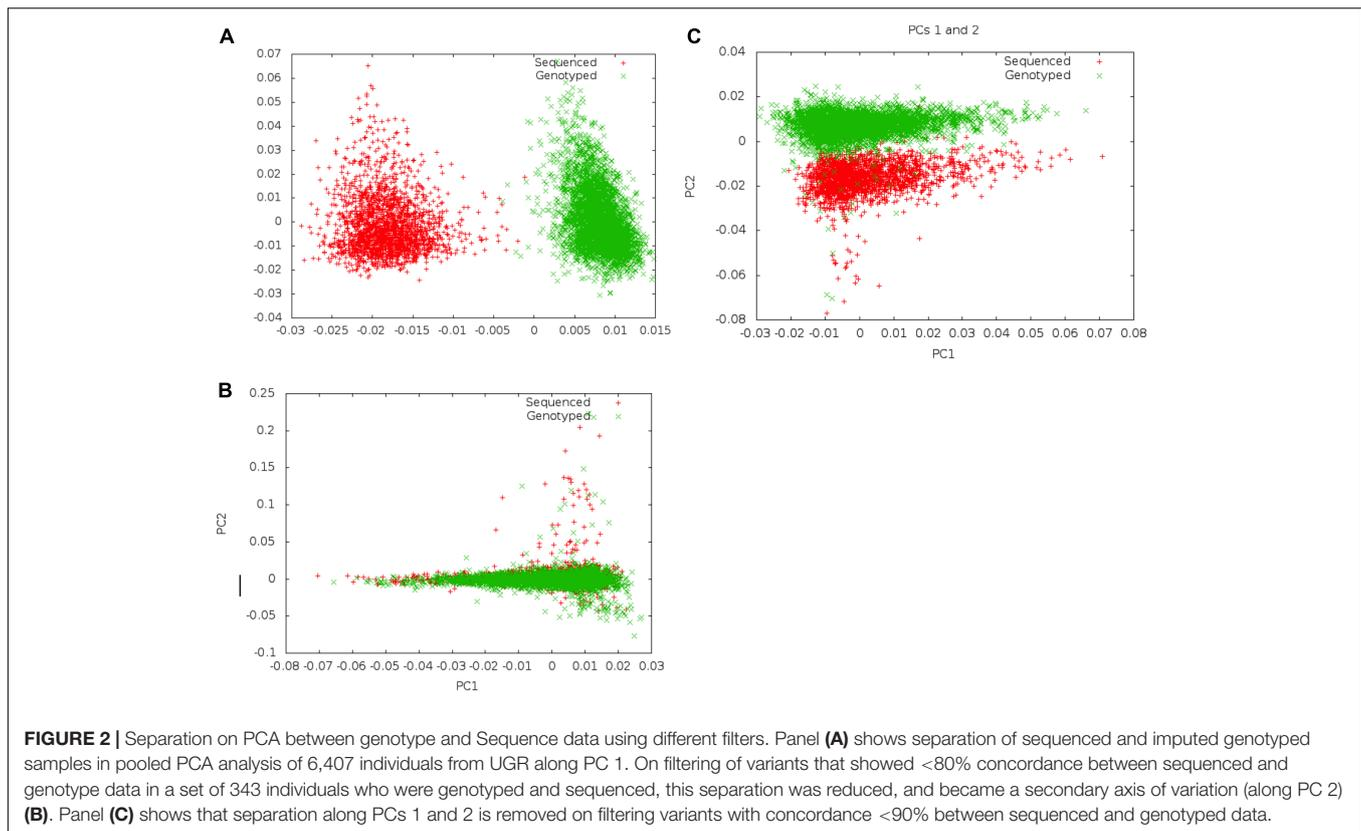 A
0.07
0.06
0.05
0.04
0.03
0.02
0.01
0
-0.01
-0.02
-0.03
-0.04
-0.03 -0.025 -0.02 -0.015 -0.01 -0.005 0 0.005 0.01 0.015
Sequenced
Genotyped
C
PCs 1 and 2
0.04
0.02
0
-0.02
-0.04
-0.06
-0.08
PC2
-0.03 -0.02 -0.01 0 0.01 0.02 0.03 0.04 0.05 0.06 0.07 0.08
PC1
Sequenced
Genotyped
B
0.25
0.2
0.15
0.1
0.05
0
-0.05
-0.1
PC2
-0.08 -0.07 -0.06 -0.05 -0.04 -0.03 -0.02 -0.01 0 0.01 0.02 0.03
PC1
Sequenced
Genotyped
FIGURE 2 | Separation on PCA between genotype and Sequence data using different filters. Panel (A) shows separation of sequenced and imputed genotyped
samples in pooled PCA analysis of 6,407 individuals from UGR along PC 1. On filtering of variants that showed <80% concordance between sequenced and
genotype data in a set of 343 individuals who were genotyped and sequenced, this separation was reduced, and became a secondary axis of variation (along PC 2)
(B). Panel (C) shows that separation along PCs 1 and 2 is removed on filtering variants with concordance <90% between sequenced and genotyped data.